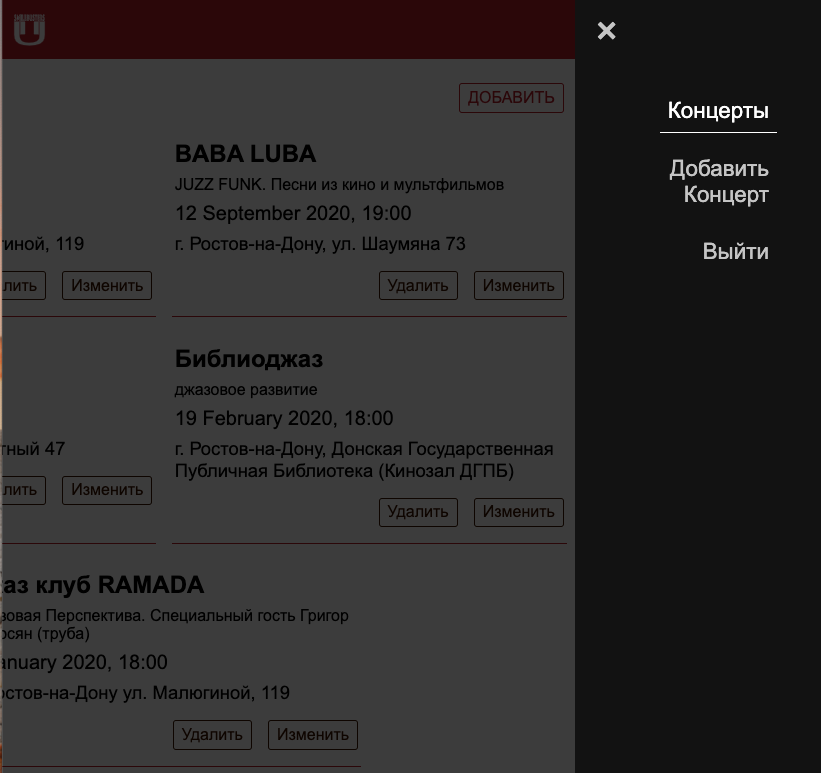 ДОБАВИТЬ
BABA LUBA
JUZZ FUNK. Песни из кино и мультфильмов
12 September 2020, 19:00
гиной, 119
г. Ростов-на-Дону, ул. Шаумяна 73
лить
Изменить
Удалить
Изменить
Библиоджаз
джазовое развитие
19 February 2020, 18:00
тный 47
г. Ростов-на-Дону, Донская Государственная
Публичная Библиотека (Кинозал ДГПБ)
лить
Изменить
Удалить
Изменить
аз клуб RAMADA
зовая Перспектива. Специальный гость Григор
осян (труба)
anuary 2020, 18:00
остов-на-Дону ул. Малюгиной, 119
Удалить
Изменить
×
Концерты
Добавить
Концерт
Выйти